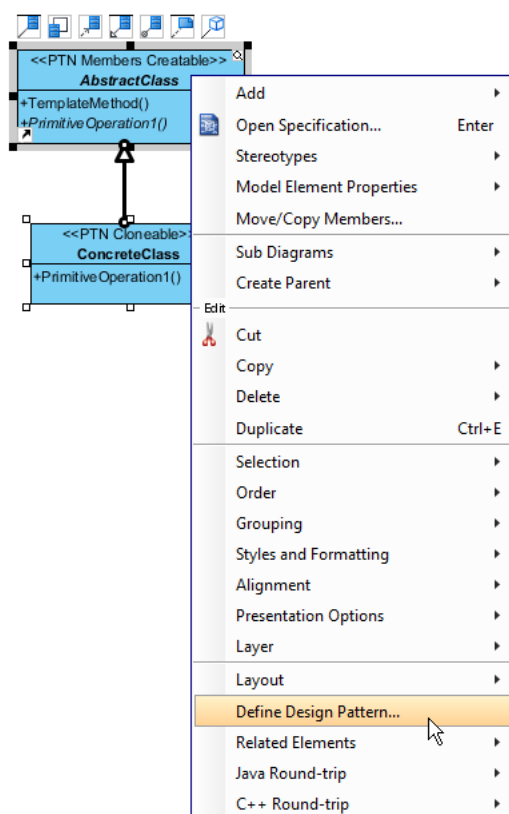 <<PTN Members Creatable>>
AbstractClass
+TemplateMethod()
+PrimitiveOperation1()
<<PTN Cloneable>>
ConcreteClass
+PrimitiveOperation1()
Add
Open Specification... Enter
Stereotypes
Model Element Properties
Move/Copy Members...
Sub Diagrams
Create Parent
Edit
Cut
Copy
Delete
Duplicate Ctrl+E
Selection
Order
Grouping
Styles and Formatting
Alignment
Presentation Options
Layer
Layout
Define Design Pattern...
Related Elements
Java Round-trip
C++ Round-trip